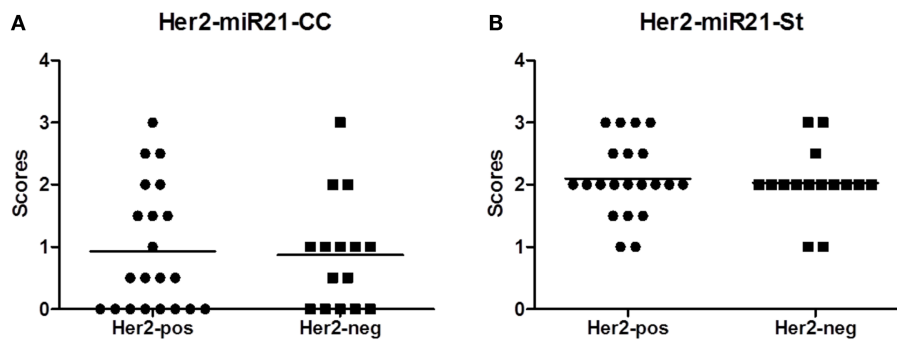 A
Her2-miR21-CC
Scores
4
3
2
1
0
Her2-pos
Her2-neg
B
Her2-miR21-St
Scores
4
3
2
1
0
Her2-pos
Her2-neg